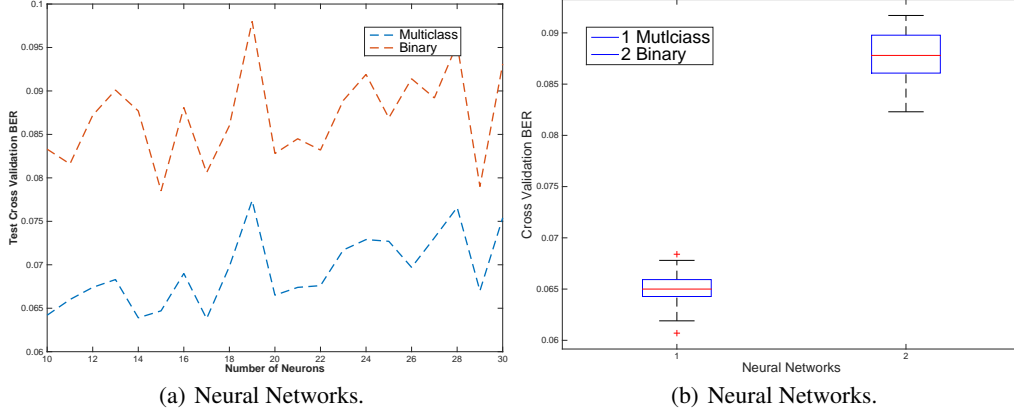 0.1
0.095
0.09
0.085
0.08
0.075
0.07
0.065
0.06
Test Cross Validation BER
Multiclass
Binary
10 12 14 16 18 20 22 24 26 28 30
Number of Neurons
(a) Neural Networks.
0.09
0.085
0.08
0.075
0.07
0.065
0.06
Cross Validation BER
1 Mutlciass
2 Binary
1 2
Neural Networks
(b) Neural Networks.